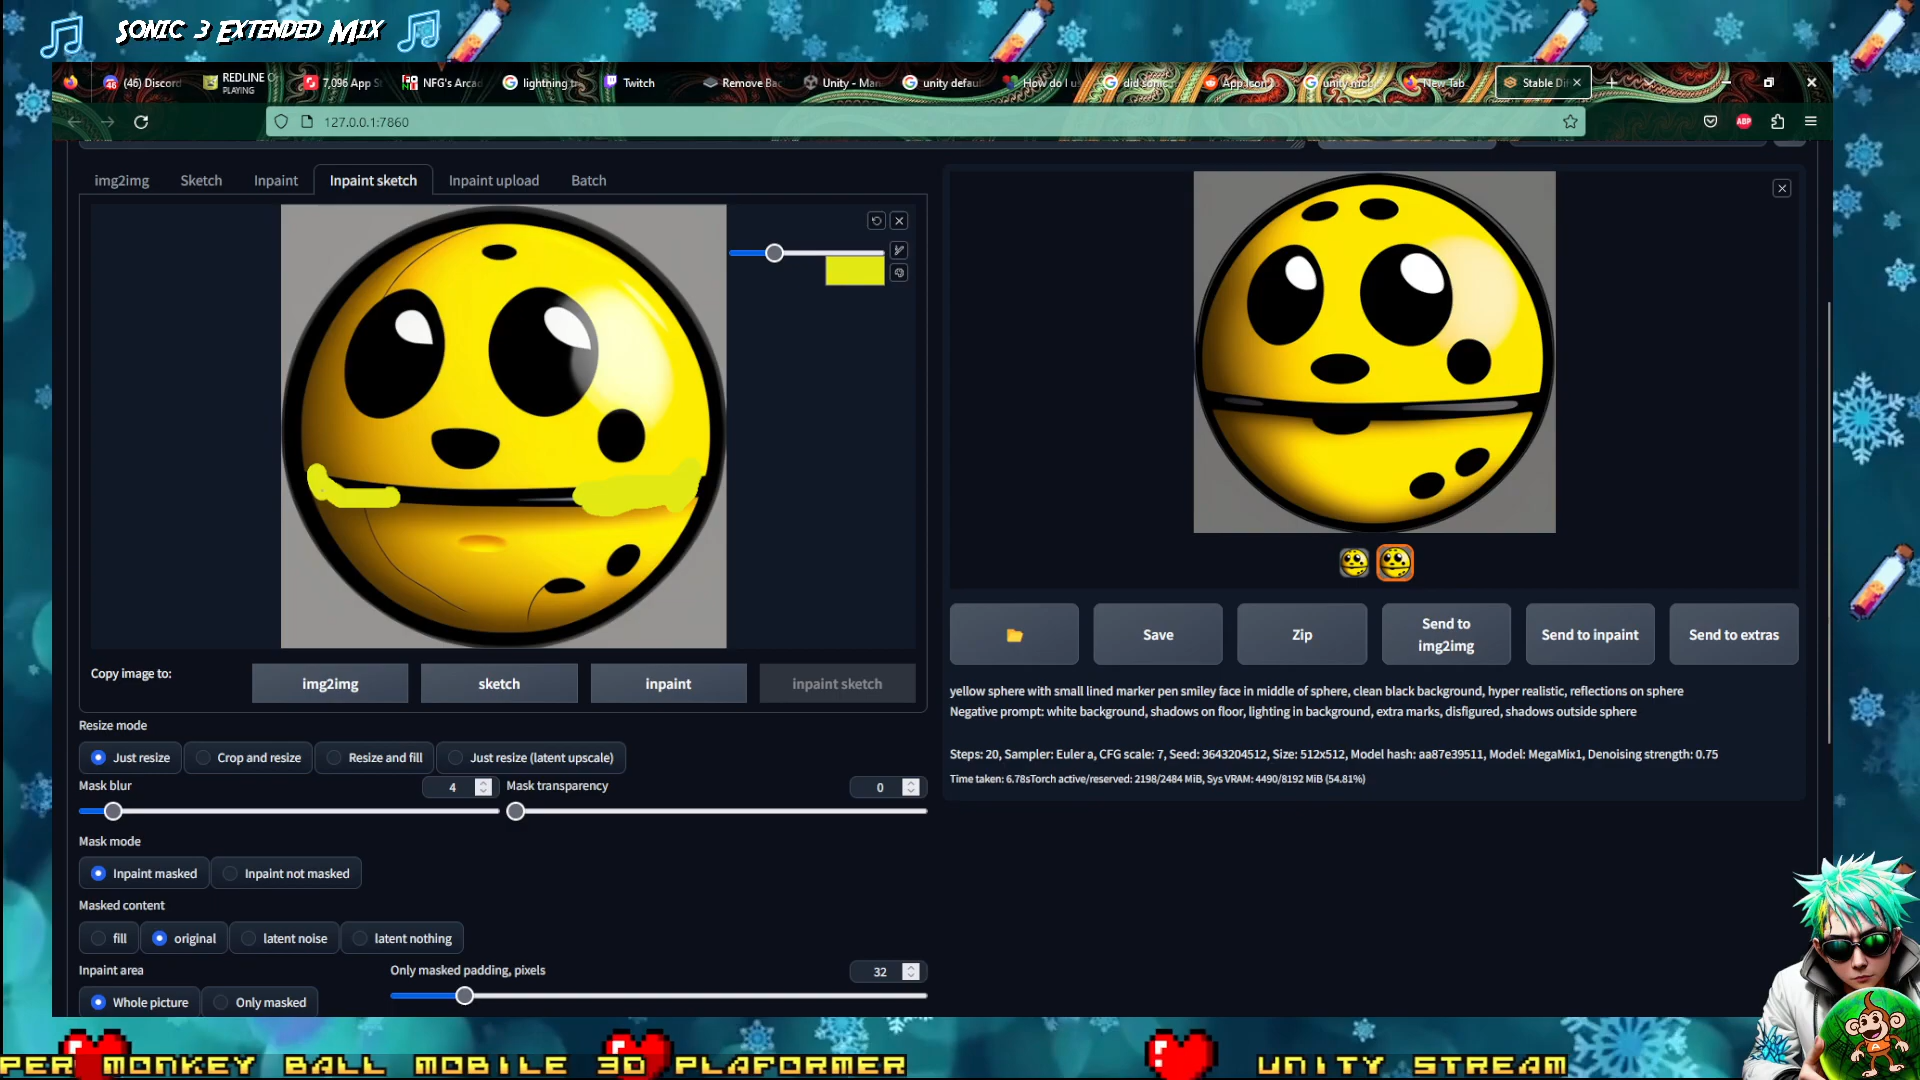 Sonic 3 Extended Mix
(46) Discord
REDLINE
PLAYING
7,096 App S
NFG's Arca
lightning t
Twitch
Remove Ba
Unity - Man
unity defau
How do I u
did sonic
App Icon
unity mo
New Tab
Stable Di
127.0.0.1:7860
ABP
img2img
Sketch
Inpaint
Inpaint sketch
Inpaint upload
Batch
Copy image to:
img2img
sketch
inpaint
inpaint sketch
Save
Zip
Send to
img2img
Send to inpaint
Send to extras
yellow sphere with small lined marker pen smiley face in middle of sphere, clean black background, hyper realistic, reflections on sphere
Negative prompt: white background, shadows on floor, lighting in background, extra marks, disfigured, shadows outside sphere
Steps: 20, Sampler: Euler a, CFG scale: 7, Seed: 3643204512, Size: 512x512, Model hash: aa87e39511, Model: MegaMix1, Denoising strength: 0.75
Time taken: 6.78sTorch active/reserved: 2198/2484 MiB, Sys VRAM: 4490/8192 MiB (54.81%)
Resize mode
Just resize
Crop and resize
Resize and fill
Just resize (latent upscale)
Mask blur
4
Mask transparency
0
Mask mode
Inpaint masked
Inpaint not masked
Masked content
fill
original
latent noise
latent nothing
Inpaint area
Only masked padding, pixels
32
Whole picture
Only masked
PER MONKEY BALL MOBILE 3D PLAFORMER
UNITY STREAM